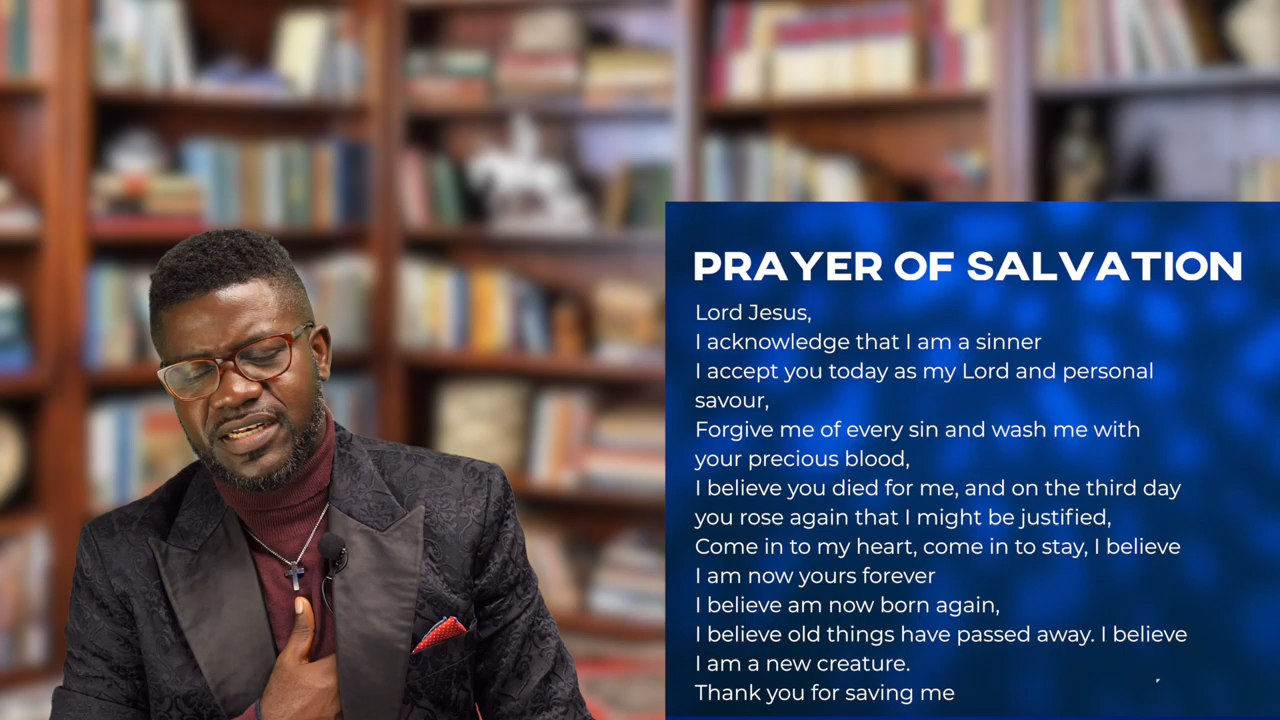 PRAYER OF SALVATION
Lord Jesus,
I acknowledge that I am a sinner
I accept you today as my Lord and personal
savour,
Forgive me of every sin and wash me with
your precious blood,
I believe you died for me, and on the third day
you rose again that I might be justified,
Come in to my heart, come in to stay, I believe
I am now yours forever
I believe am now born again,
I believe old things have passed away. I believe
I am a new creature.
Thank you for saving me